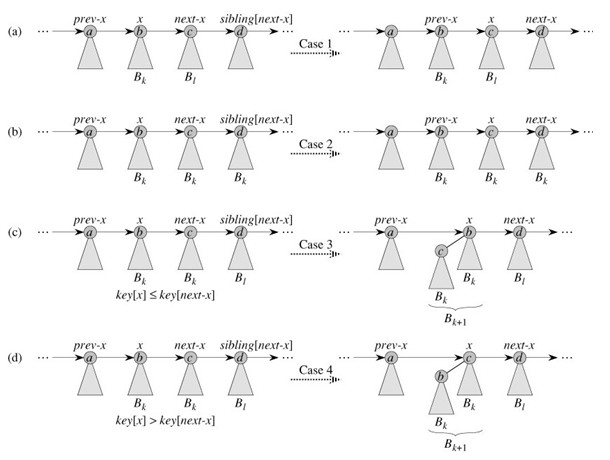 prev-x x next-x sibling[next-x] prev-x x next-x
(a) ··· a b c d ··· Case 1 ··· a b c d ···
B_k B_l B_k B_l
prev-x x next-x sibling[next-x] prev-x x next-x
(b) ··· a b c d ··· Case 2 ··· a b c d ···
B_k B_k B_k B_k B_k B_k
prev-x x next-x sibling[next-x] prev-x x next-x
(c) ··· a b c d ··· Case 3 ··· a b d ···
c
B_k B_k B_l B_k B_l
key[x] ≤ key[next-x] B_k
B_{k+1}
prev-x x next-x sibling[next-x] prev-x x next-x
(d) ··· a b c d ··· Case 4 ··· a c d ···
b
B_k B_k B_l B_k B_l
key[x] > key[next-x] B_k
B_{k+1}